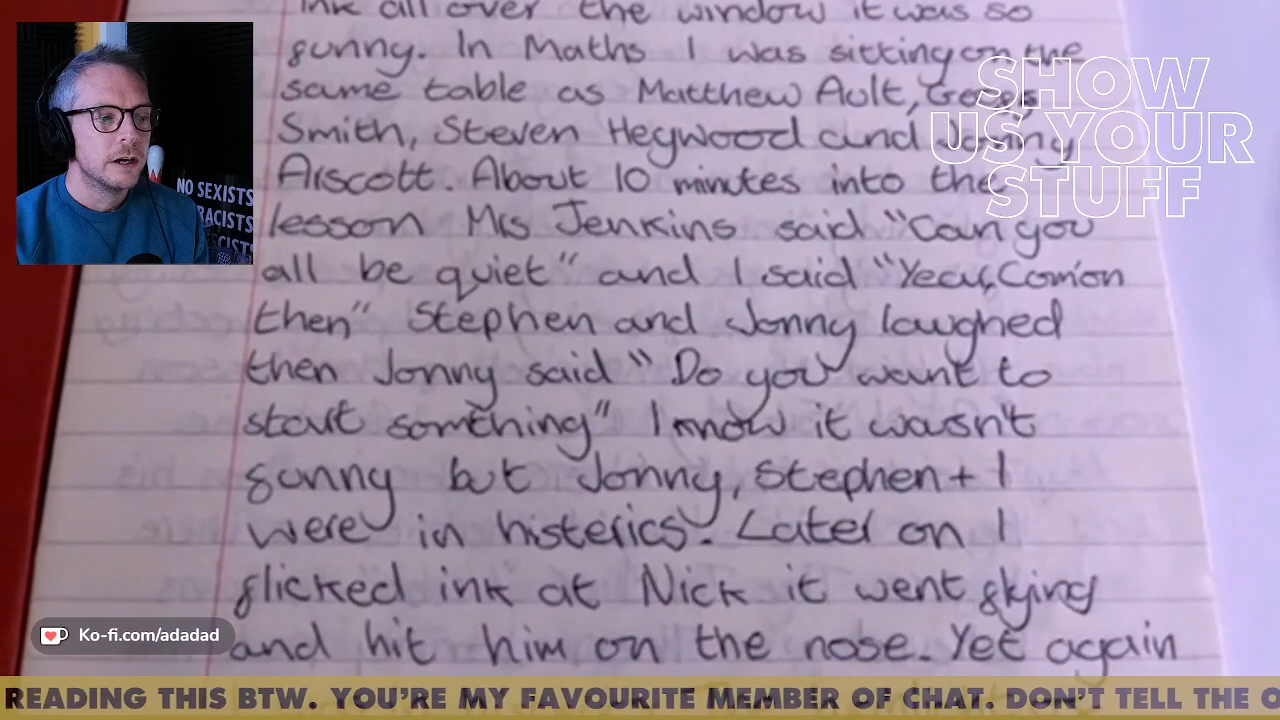 ink all over the window it was so
funny. In Maths I was sitting on the
same table as Matthew Ault,
Smith, Steven Heywood and Jonny
Arscott. About 10 minutes into the
lesson Mrs Jenkins said "Can you
all be quiet" and I said "Yeah, Com'on
then" Stephen and Jonny laughed
then Jonny said "Do you want to
start somthing" I know it wasn't
funny but Jonny, Stephen + I
were in histerics. Later on I
flicked ink at Nick it went flying
and hit him on the nose. Yet again
SHOW
US YOUR
STUFF
NO SEXISTS
RACISTS
Ko-fi.com/adadad
READING THIS BTW. YOU'RE MY FAVOURITE MEMBER OF CHAT. DON'T TELL THE O